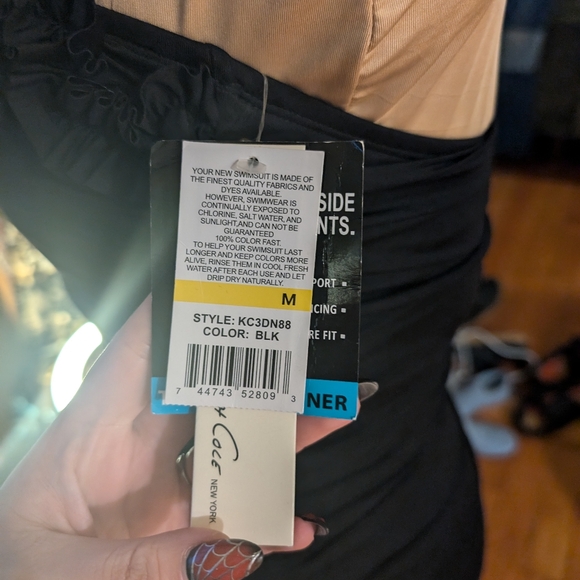 YOUR NEW SWIMSUIT IS MADE OF
THE FINEST QUALITY FABRICS AND
DYES AVAILABLE.
HOWEVER, SWIMWEAR IS
CONTINUALLY EXPOSED TO
CHLORINE, SALT WATER, AND
SUNLIGHT,AND CAN NOT BE
GUARANTEED
100% COLOR FAST.
TO HELP YOUR SWIMSUIT LAST
LONGER AND KEEP COLORS MORE
ALIVE, RINSE THEM IN COOL FRESH
WATER AFTER EACH USE AND LET
DRIP DRY NATURALLY.
M
STYLE: KC3DN88
COLOR: BLK
7 44743 52809 3
SIDE
NTS.
PORT
NCING
RE FIT
NER
COLE NEW YORK